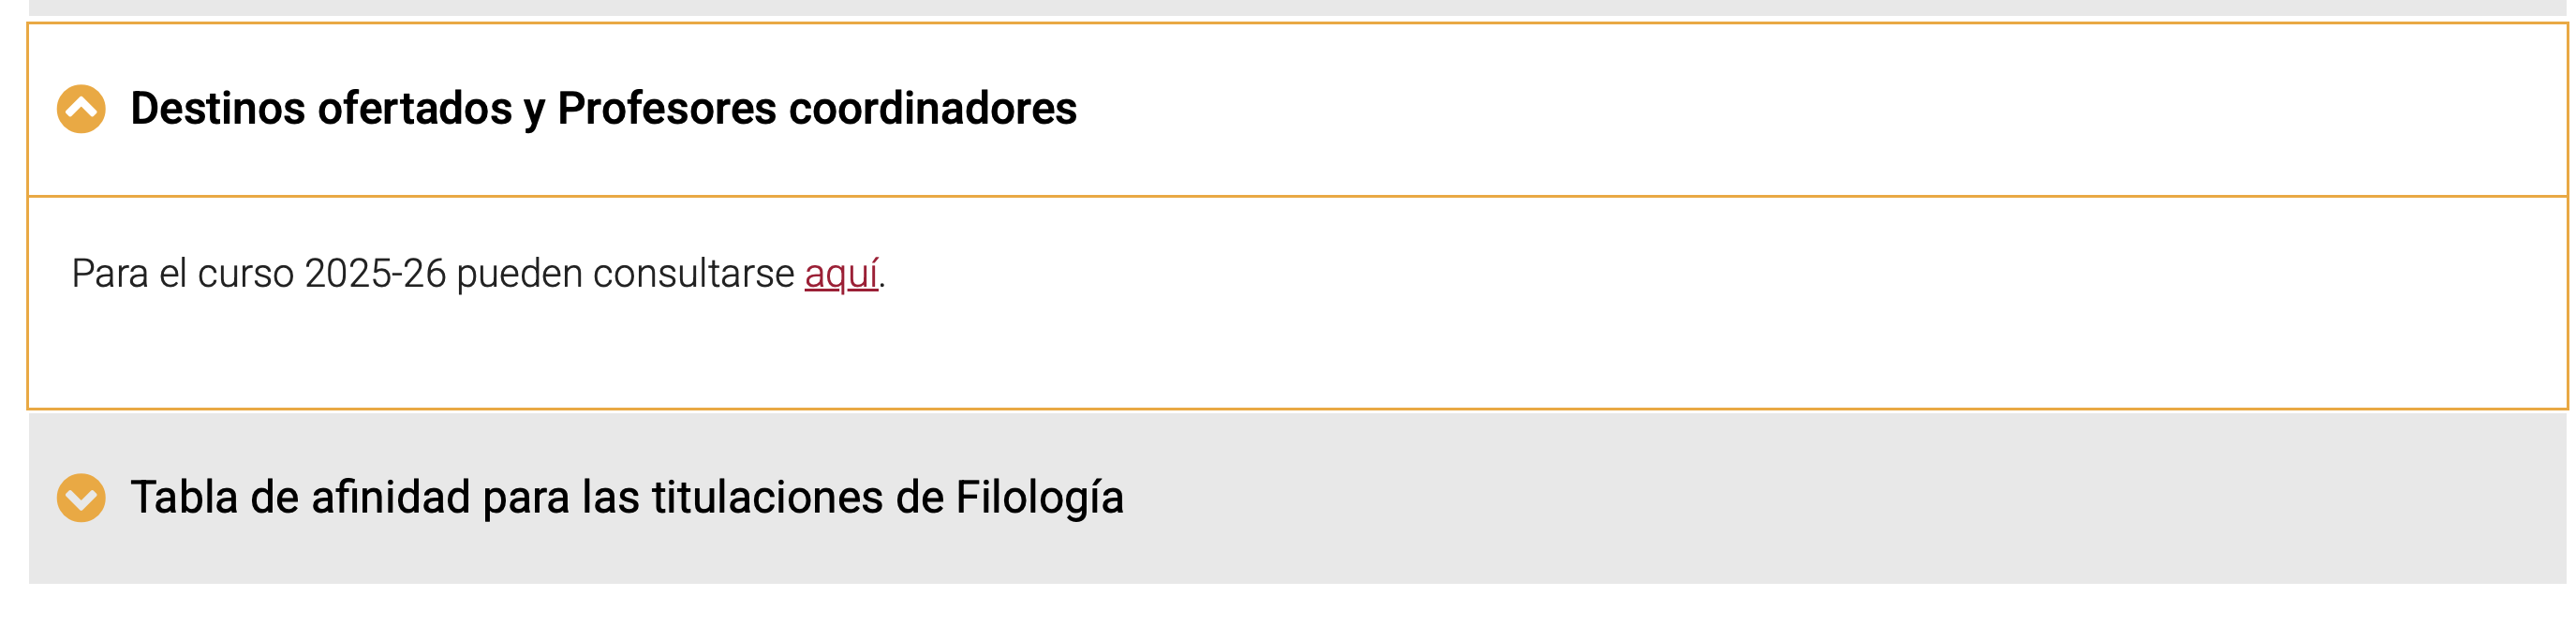 Destinos ofertados y Profesores coordinadores
Para el curso 2025-26 pueden consultarse aquí.
Tabla de afinidad para las titulaciones de Filología